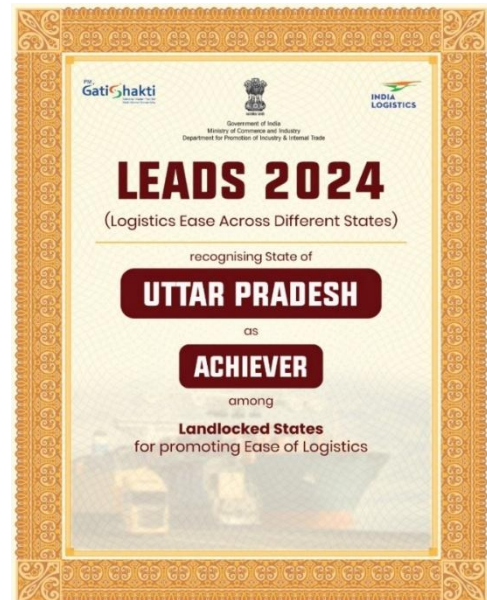 PM
GatiShakti
INDIA
LOGISTICS
Government of India
Ministry of Commerce and Industry
Department for Promotion of Industry & Internal Trade
LEADS 2024
(Logistics Ease Across Different States)
recognising State of
UTTAR PRADESH
as
ACHIEVER
among
Landlocked States
for promoting Ease of Logistics